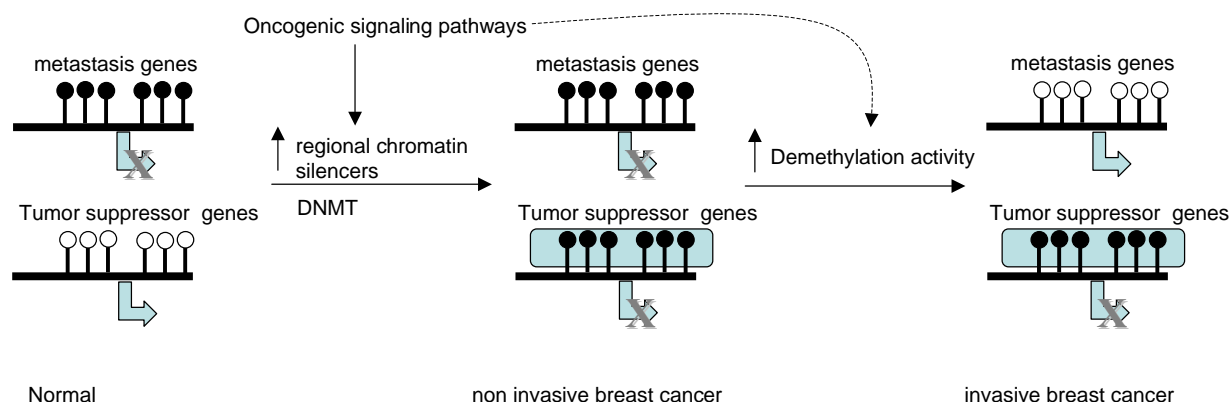 Oncogenic signaling pathways
metastasis genes
metastasis genes
metastasis genes
regional chromatin
silencers
DNMT
Demethylation activity
X
X
Tumor suppressor genes
Tumor suppressor genes
Tumor suppressor genes
X
X
Normal
non invasive breast cancer
invasive breast cancer